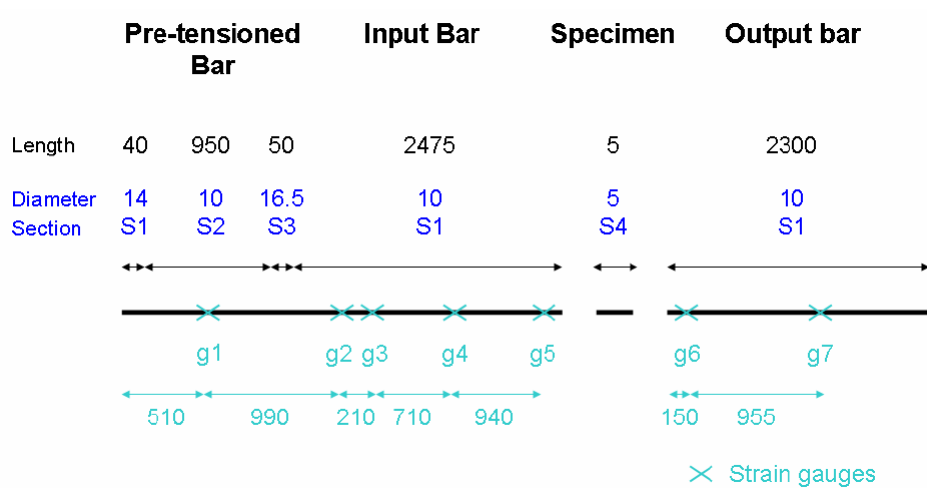 Pre-tensioned Bar Input Bar Specimen Output bar
Length 40 950 50 2475 5 2300
Diameter 14 10 16.5 10 5 10
Section S1 S2 S3 S1 S4 S1
g1 g2 g3 g4 g5 g6 g7
510 990 210 710 940 150 955
Strain gauges